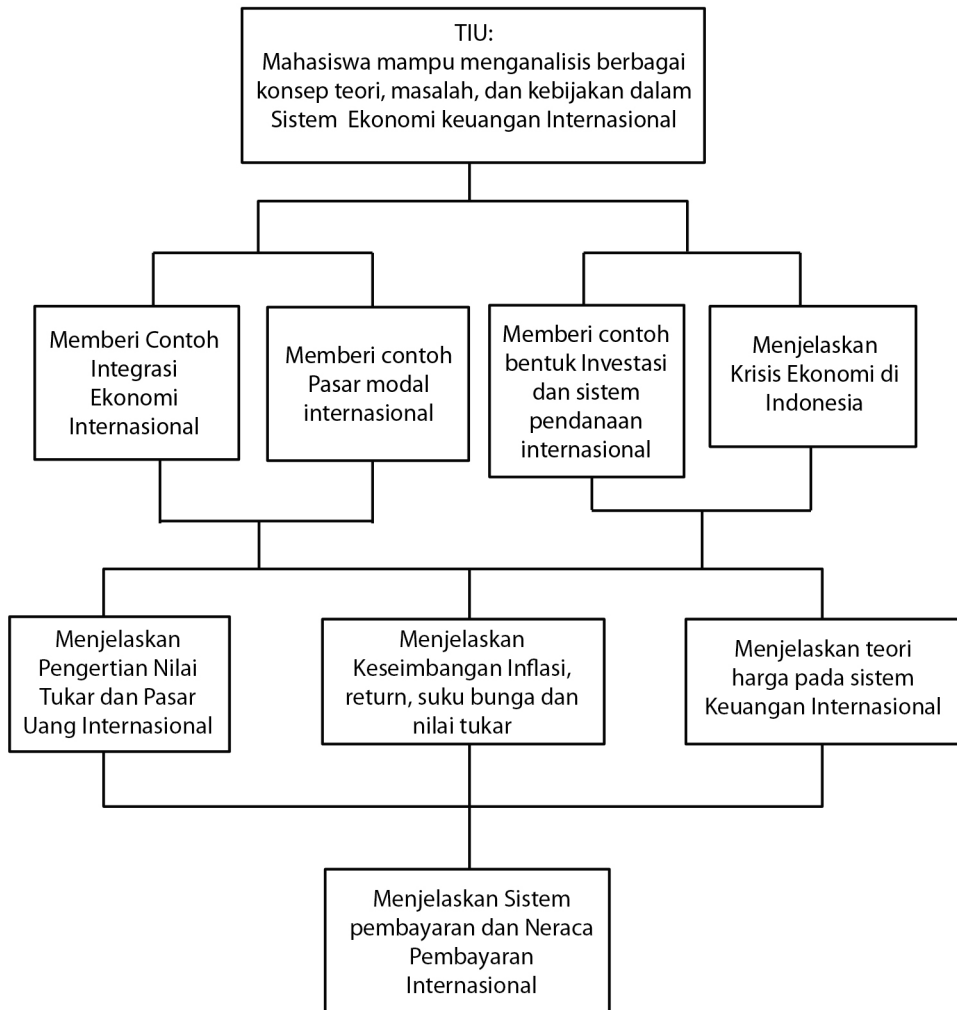 TIU:
Mahasiswa mampu menganalisis berbagai
konsep teori, masalah, dan kebijakan dalam
Sistem Ekonomi keuangan Internasional
Memberi Contoh
Integrasi
Ekonomi
Internasional
Memberi contoh
Pasar modal
internasional
Memberi contoh
bentuk Investasi
dan sistem
pendanaan
internasional
Menjelaskan
Krisis Ekonomi di
Indonesia
Menjelaskan
Pengertian Nilai
Tukar dan Pasar
Uang Internasional
Menjelaskan
Keseimbangan Inflasi,
return, suku bunga dan
nilai tukar
Menjelaskan teori
harga pada sistem
Keuangan Internasional
Menjelaskan Sistem
pembayaran dan Neraca
Pembayaran
Internasional